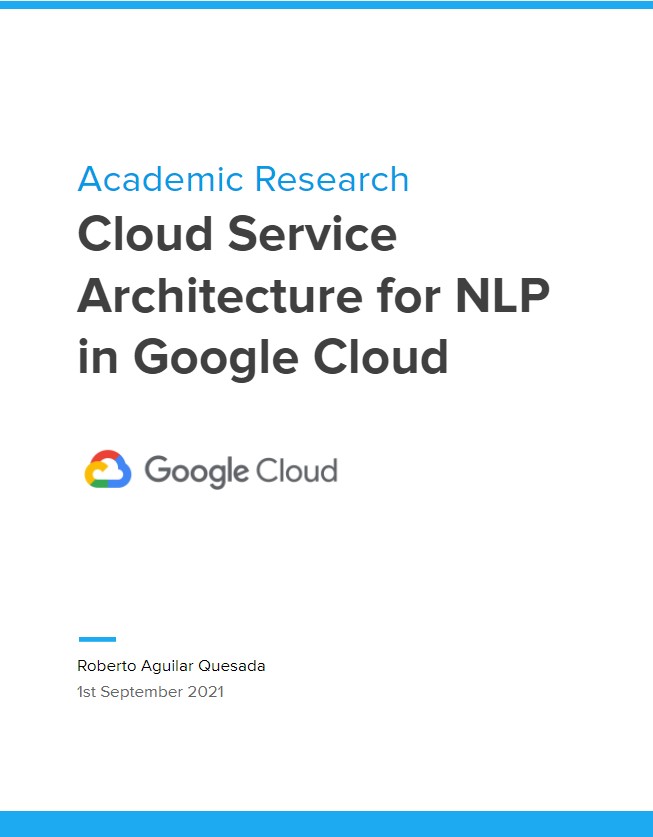 Academic Research
Cloud Service
Architecture for NLP
in Google Cloud
Google Cloud
Roberto Aguilar Quesada
1st September 2021